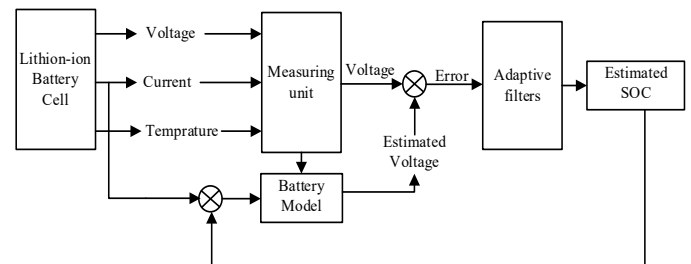 Lithion-ion
Battery
Cell
Voltage
Current
Temprature
Measuring
unit
Voltage
Error
Estimated
Voltage
Battery
Model
Adaptive
filters
Estimated
SOC